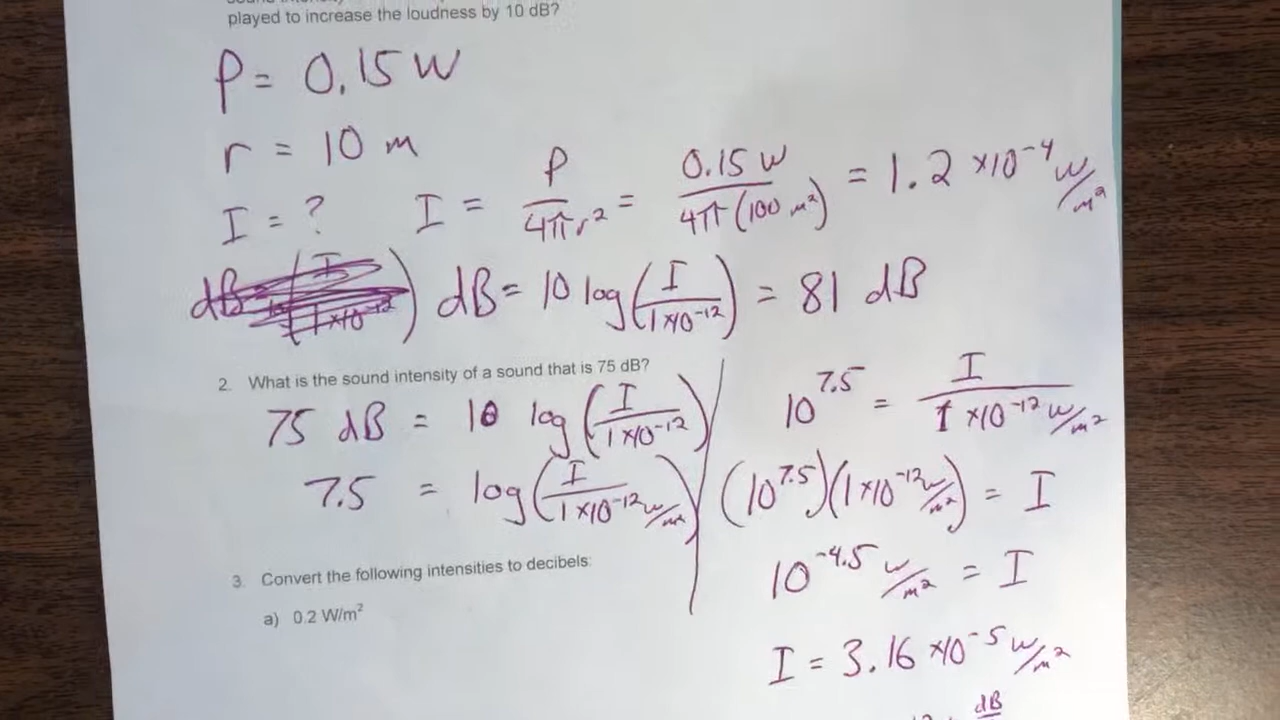 played to increase the loudness by 10 dB?
P = 0.15 W
r = 10 m
I = ? I = P/4πr² = 0.15 W/4π(100 m²) = 1.2 ×10⁻⁴ W/m²
dB = 10 log(I/1×10⁻¹²) = 81 dB
2. What is the sound intensity of a sound that is 75 dB?
75 dB = 10 log(I/1×10⁻¹²)
7.5 = log(I/1×10⁻¹² W/m²)
10^7.5 = I/1×10⁻¹² W/m²
(10^7.5)(1×10⁻¹² W/m²) = I
10^-4.5 W/m² = I
I = 3.16 ×10⁻⁵ W/m²
3. Convert the following intensities to decibels:
a) 0.2 W/m²
dB